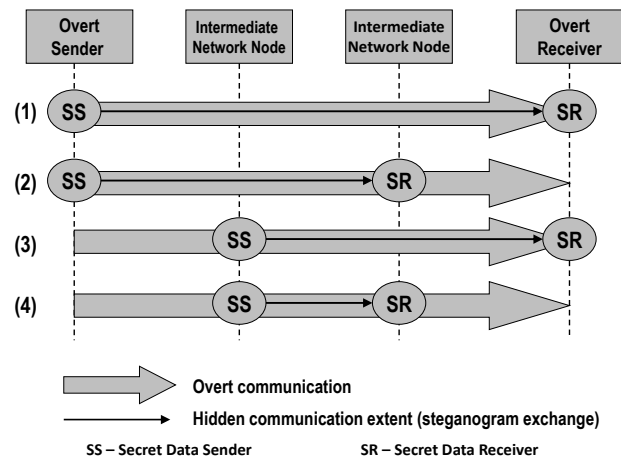 Overt
Sender
Intermediate
Network Node
Intermediate
Network Node
Overt
Receiver
(1) SS SR
(2) SS SR
(3) SS SR
(4) SS SR
Overt communication
Hidden communication extent (steganogram exchange)
SS – Secret Data Sender SR – Secret Data Receiver